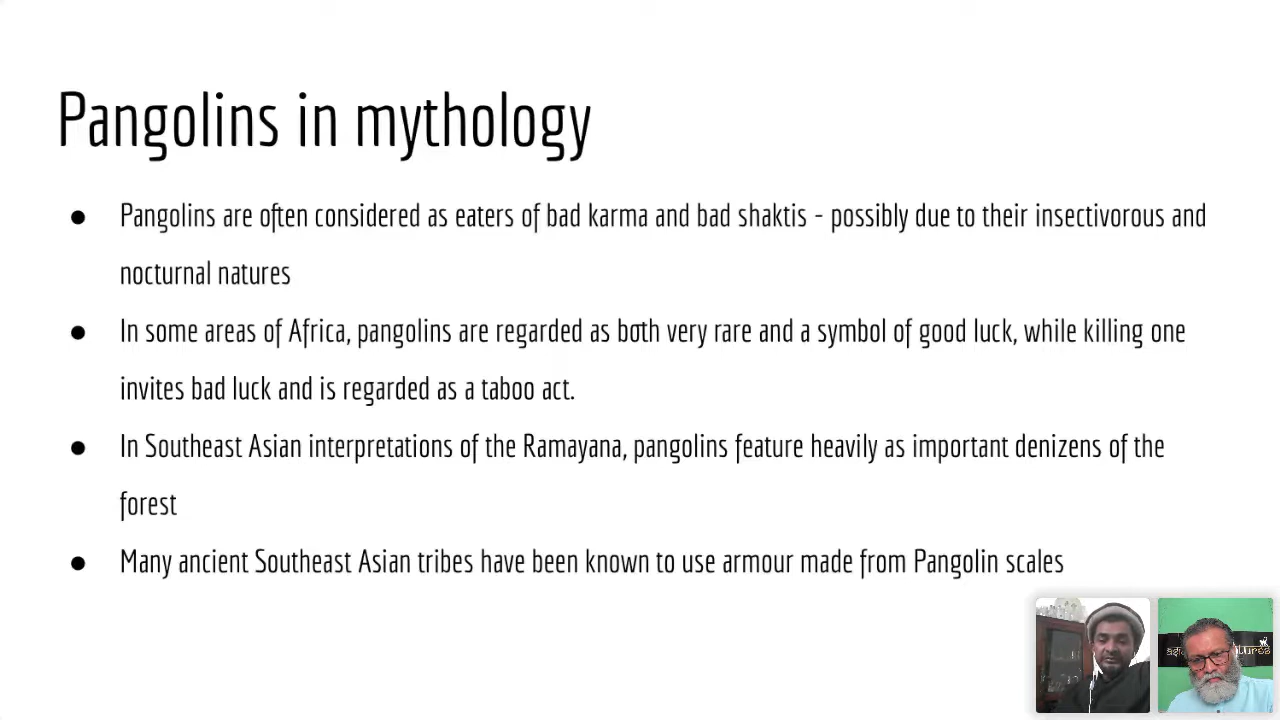 Pangolins in mythology
● Pangolins are often considered as eaters of bad karma and bad shaktis - possibly due to their insectivorous and
nocturnal natures
● In some areas of Africa, pangolins are regarded as both very rare and a symbol of good luck, while killing one
invites bad luck and is regarded as a taboo act.
● In Southeast Asian interpretations of the Ramayana, pangolins feature heavily as important denizens of the
forest
● Many ancient Southeast Asian tribes have been known to use armour made from Pangolin scales